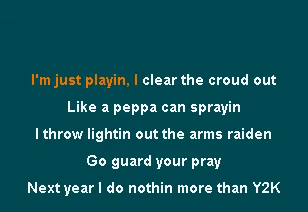 I'm just playin, I clear the croud out
Like a peppa can sprayin
I throw lightin out the arms raiden
Go guard your pray
Next year I do nothin more than Y2K